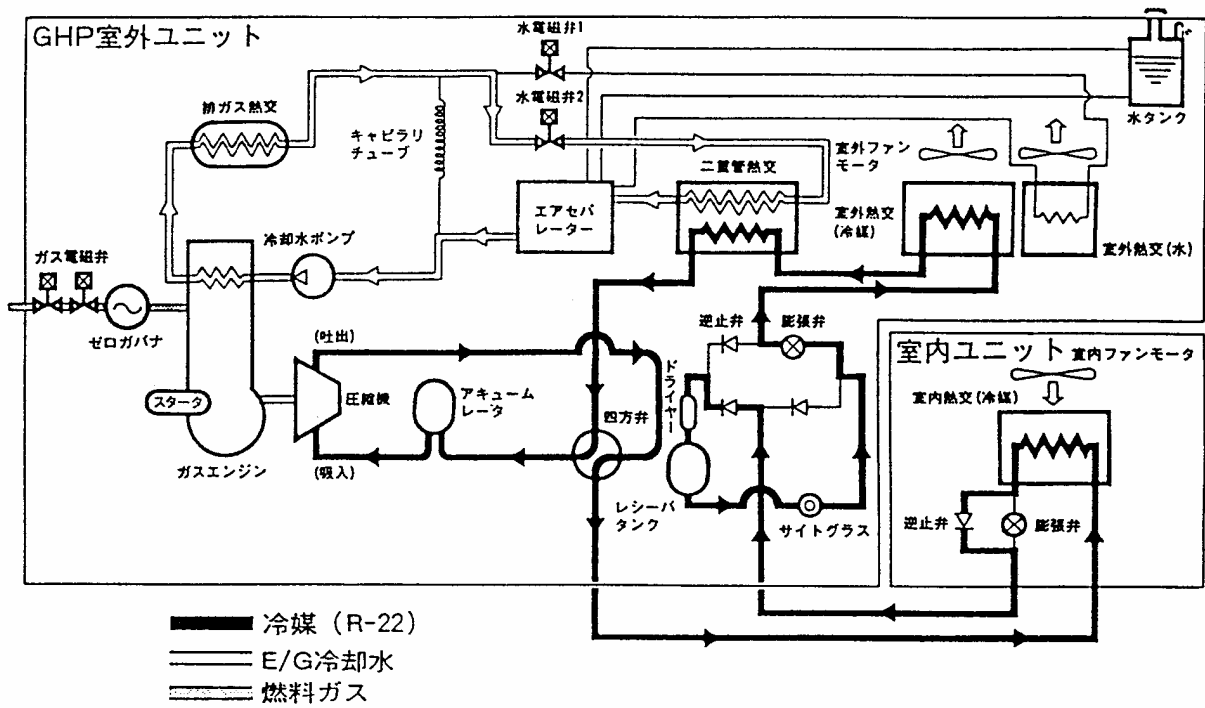 GHP室外ユニット
水電磁弁1
水電磁弁2
水タンク
排ガス熱交
キャピラリ
チューブ
室外ファン
モータ
二重管熱交
エアセパ
レーター
室外熱交
(冷媒)
室外熱交(水)
冷却水ポンプ
ガス電磁弁
ゼロガバナ
(吐出)
逆止弁
膨張弁
室内ユニット
室内ファンモータ
スタータ
圧縮機
アキューム
レータ
ドライヤー
四方弁
室内熱交(冷媒)
ガスエンジン
(吸入)
レシーバ
タンク
サイトグラス
逆止弁
膨張弁
冷媒(R-22)
E/G冷却水
燃料ガス